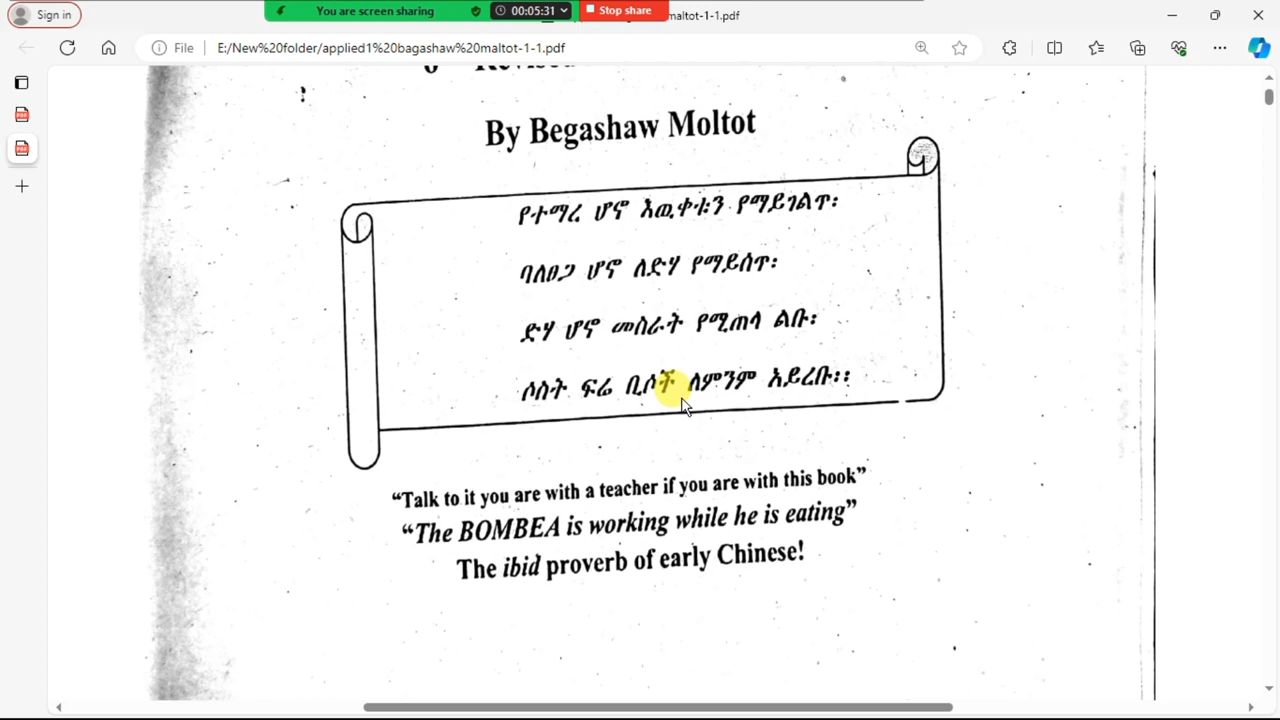 Sign in
You are screen sharing
00:05:31
Stop share
maltot-1-1.pdf
File
E:/New%20folder/applied1%20bagashaw%20maltot-1-1.pdf
By Begashaw Moltot
የተማረ ሆኖ እዉቀቱን የማይገልጥ፡
ባለፀጋ ሆኖ ለድሃ የማይሰጥ፡
ድሃ ሆኖ መስራት የሚጠላ ልቡ፡
ሶስት ፍሬ ቢሶች ለምንም አይረቡ፡፡
“Talk to it you are with a teacher if you are with this book”
“The BOMBEA is working while he is eating”
The ibid proverb of early Chinese!